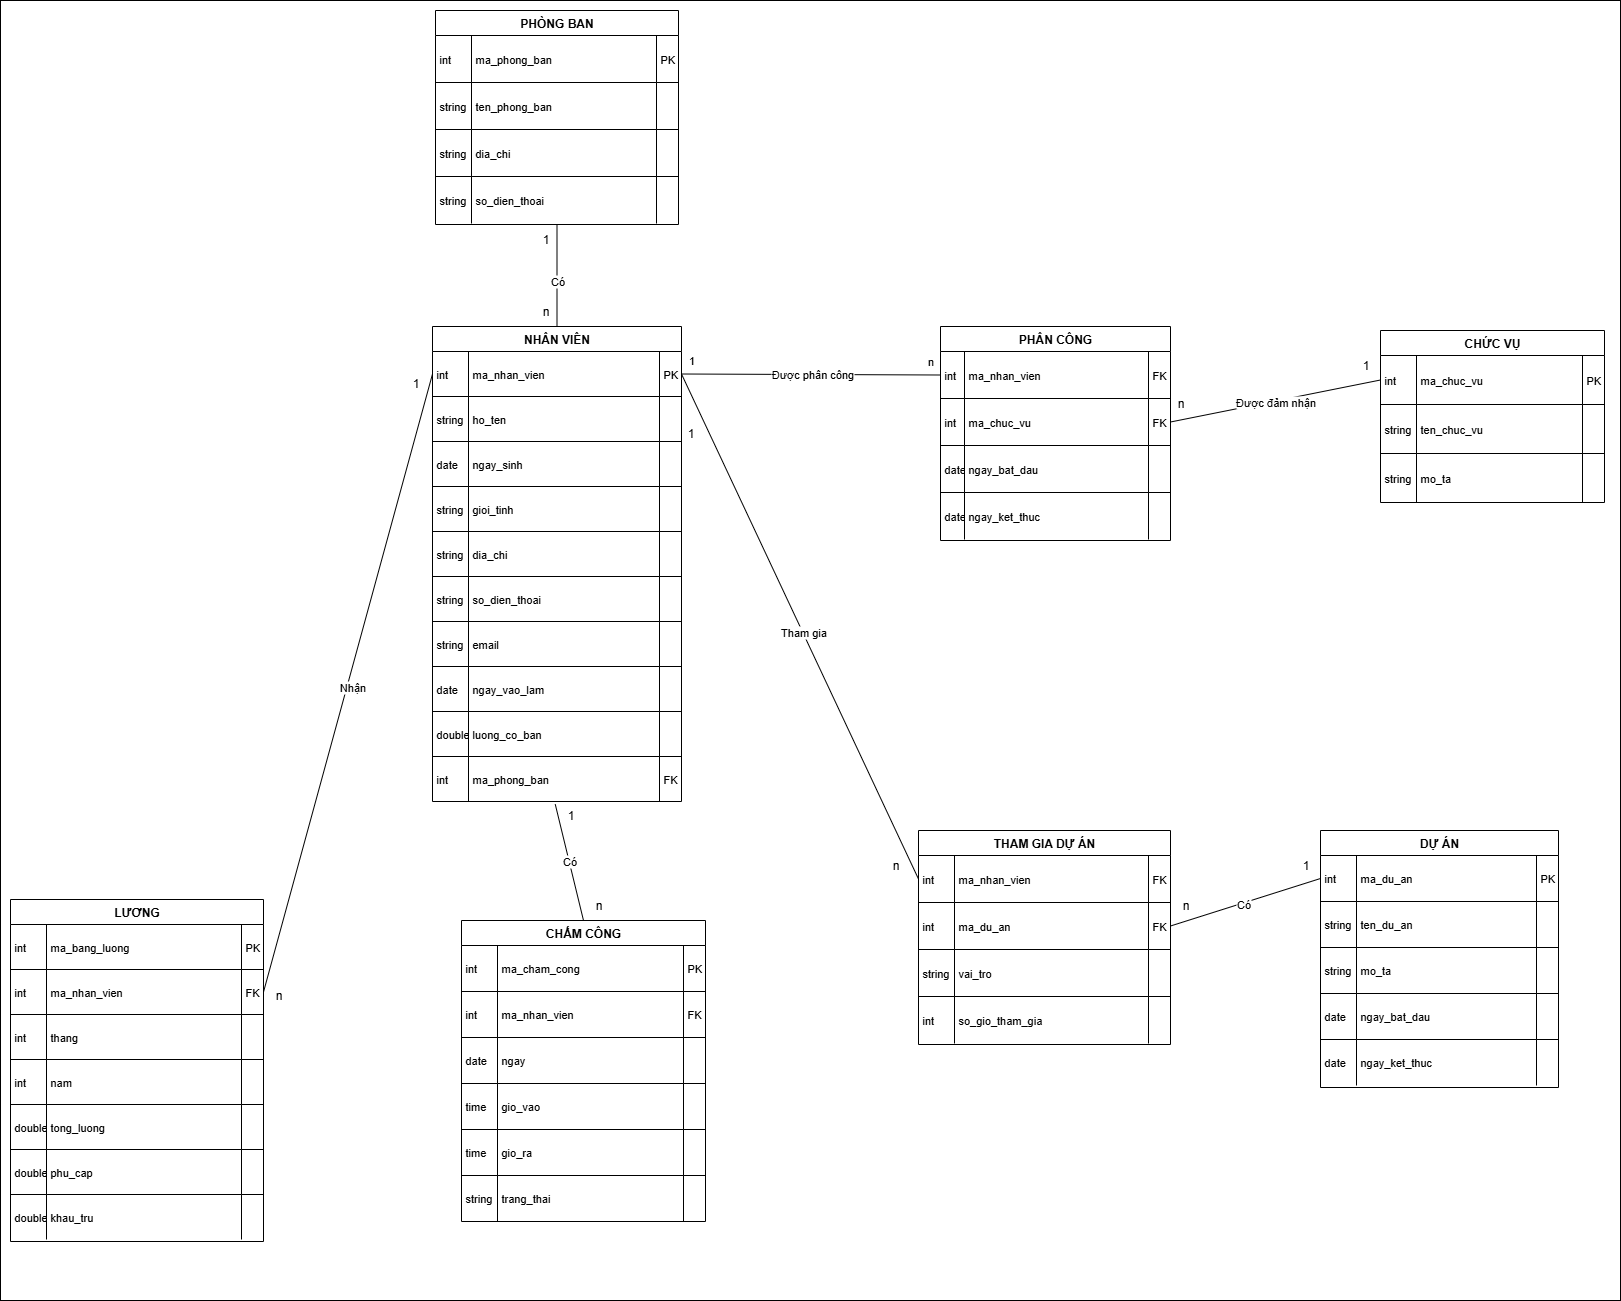 PHÒNG BAN
int ma_phong_ban PK
string ten_phong_ban
string dia_chi
string so_dien_thoai
1
Có
n
NHÂN VIÊN
int ma_nhan_vien PK
string ho_ten
date ngay_sinh
string gioi_tinh
string dia_chi
string so_dien_thoai
string email
date ngay_vao_lam
double luong_co_ban
int ma_phong_ban FK
1
Được phân công
n
PHÂN CÔNG
int ma_nhan_vien FK
int ma_chuc_vu FK
date ngay_bat_dau
date ngay_ket_thuc
n
Được đảm nhận
1
CHỨC VỤ
int ma_chuc_vu PK
string ten_chuc_vu
string mo_ta
1
Tham gia
n
THAM GIA DỰ ÁN
int ma_nhan_vien FK
int ma_du_an FK
string vai_tro
int so_gio_tham_gia
n
Có
1
DỰ ÁN
int ma_du_an PK
string ten_du_an
string mo_ta
date ngay_bat_dau
date ngay_ket_thuc
1
Nhận
n
LƯƠNG
int ma_bang_luong PK
int ma_nhan_vien FK
int thang
int nam
double tong_luong
double phu_cap
double khau_tru
1
Có
n
CHẤM CÔNG
int ma_cham_cong PK
int ma_nhan_vien FK
date ngay
time gio_vao
time gio_ra
string trang_thai